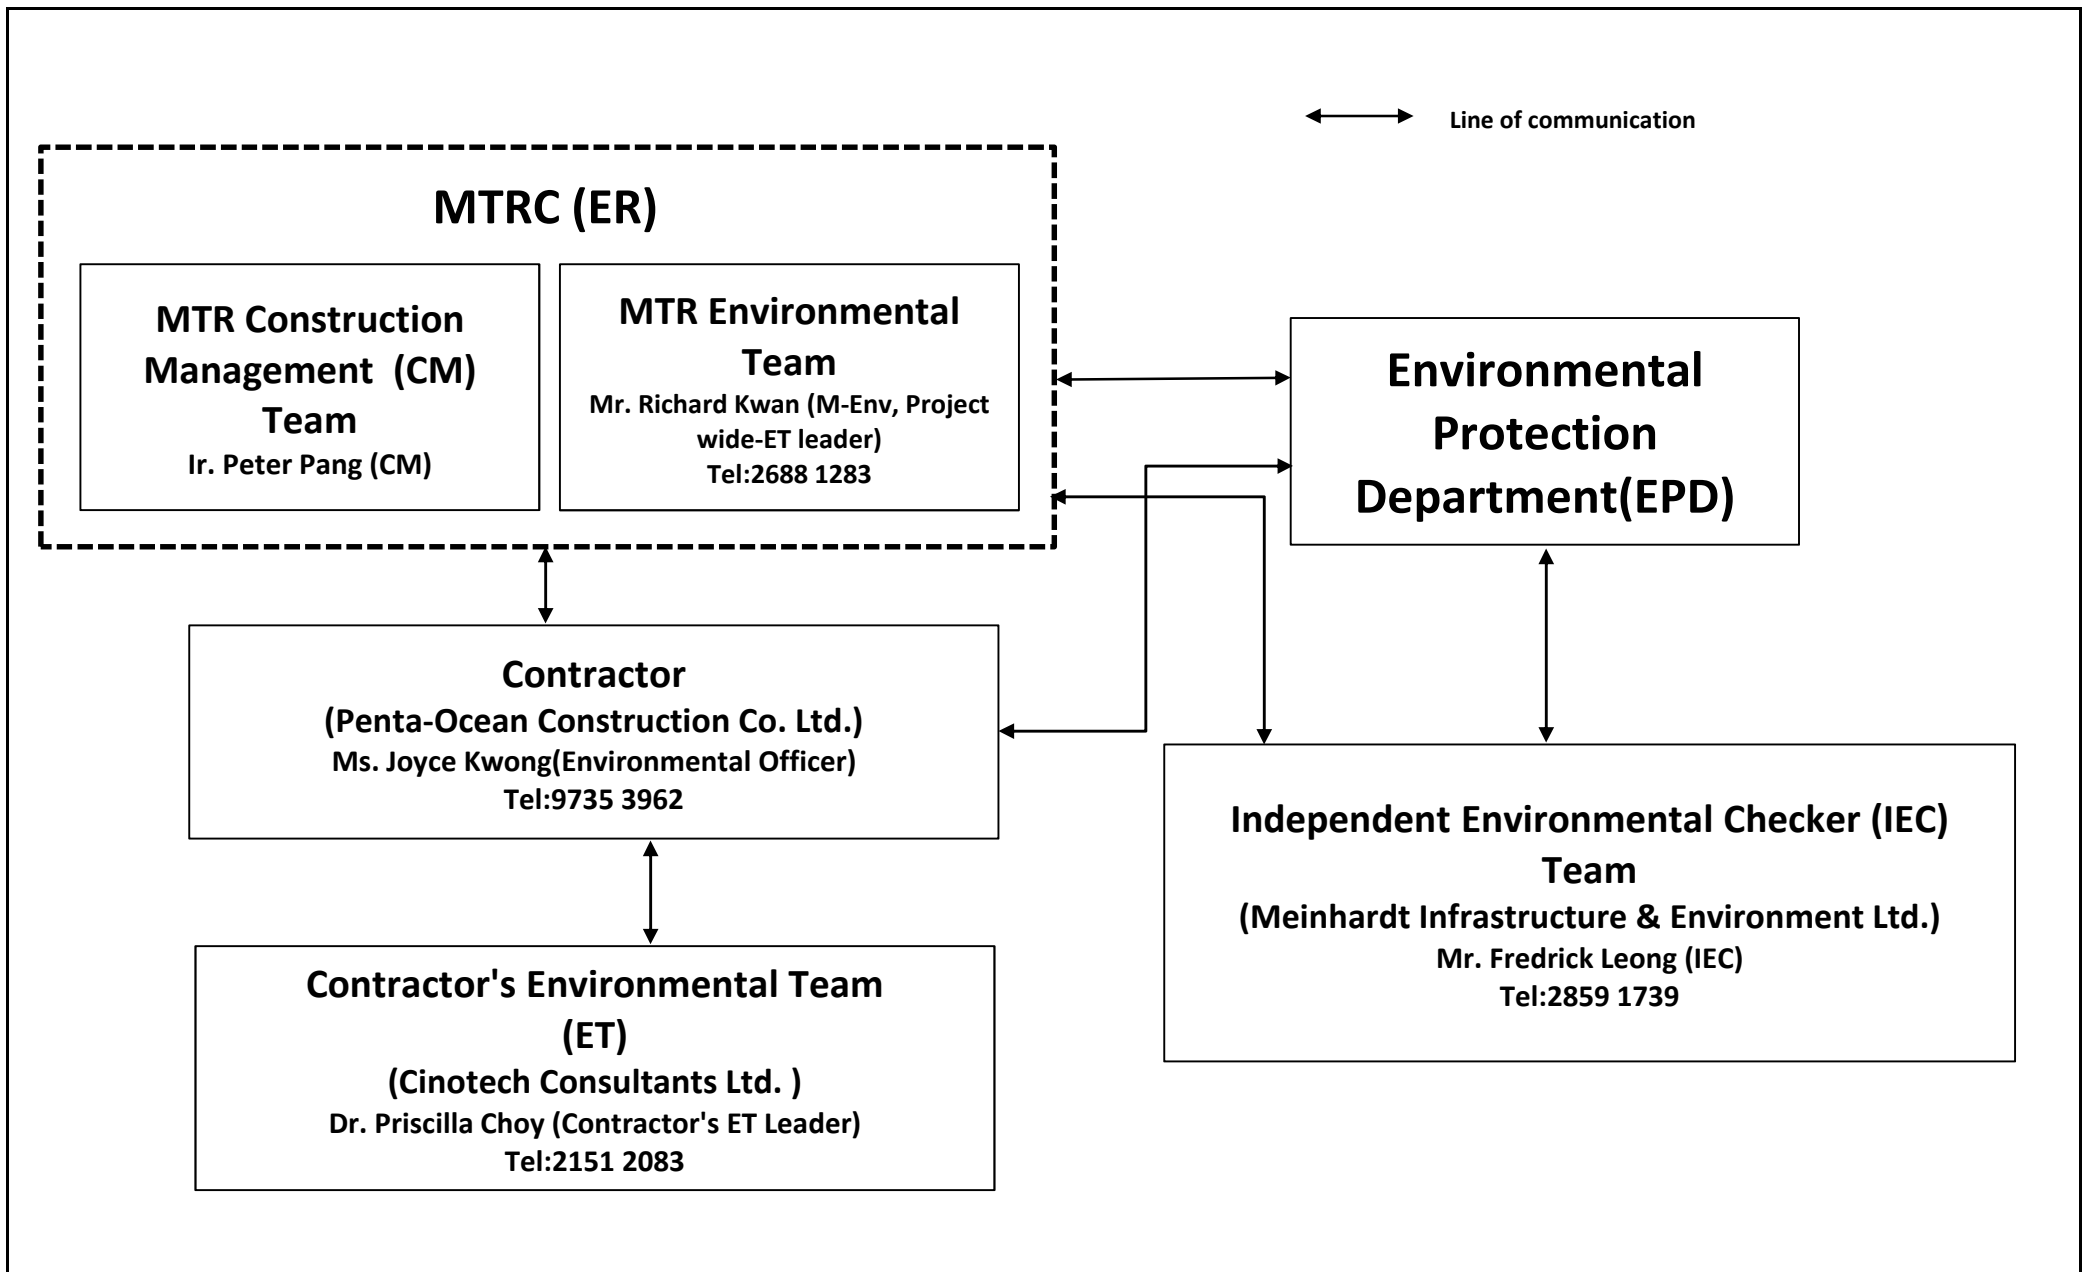 Line of communication
MTRC (ER)
MTR Construction
Management  (CM)
Team
Ir. Peter Pang (CM)
MTR Environmental
Team
Mr. Richard Kwan (M-Env, Project
wide-ET leader)
Tel:2688 1283
Environmental
Protection
Department(EPD)
Contractor
(Penta-Ocean Construction Co. Ltd.)
Ms. Joyce Kwong(Environmental Officer)
Tel:9735 3962
Independent Environmental Checker (IEC)
Team
(Meinhardt Infrastructure & Environment Ltd.)
Mr. Fredrick Leong (IEC)
Tel:2859 1739
Contractor's Environmental Team
(ET)
(Cinotech Consultants Ltd. )
Dr. Priscilla Choy (Contractor's ET Leader)
Tel:2151 2083